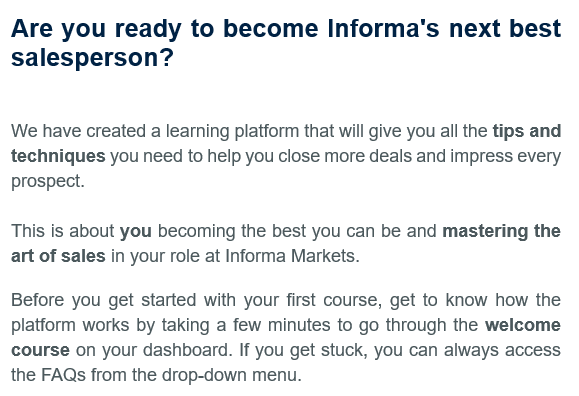 Are you ready to become Informa's next best
salesperson?
We have created a learning platform that will give you all the tips and
techniques you need to help you close more deals and impress every
prospect.
This is about you becoming the best you can be and mastering the
art of sales in your role at Informa Markets.
Before you get started with your first course, get to know how the
platform works by taking a few minutes to go through the welcome
course on your dashboard. If you get stuck, you can always access
the FAQs from the drop-down menu.